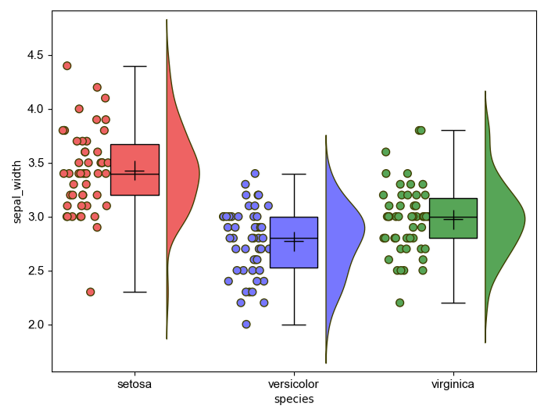 4.5
4.0
3.5
3.0
2.5
2.0
sepal_width
setosa
versicolor
virginica
species